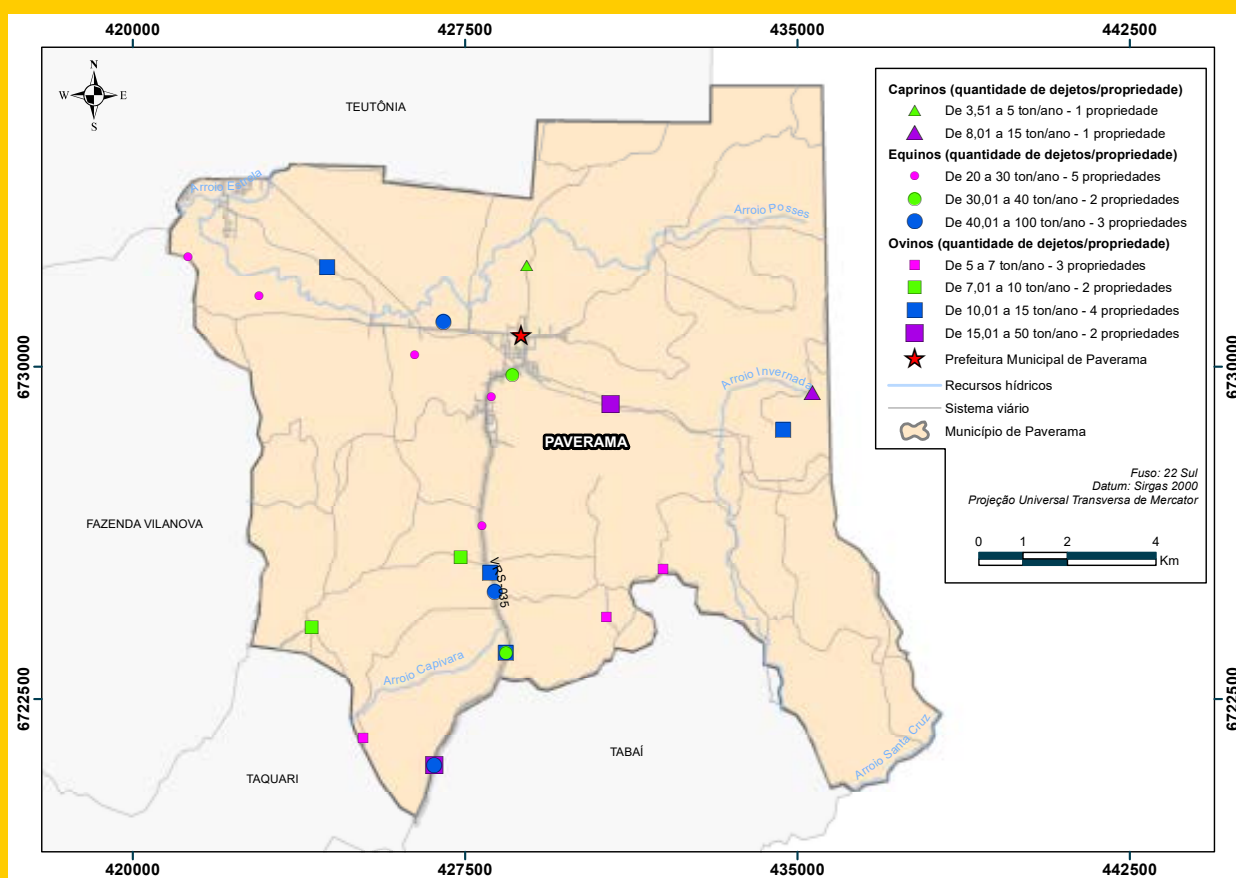 420000 427500 435000 442500
N
W E
S
TEUTÔNIA
Caprinos (quantidade de dejetos/propriedade)
De 3,51 a 5 ton/ano - 1 propriedade
De 8,01 a 15 ton/ano - 1 propriedade
Equinos (quantidade de dejetos/propriedade)
De 20 a 30 ton/ano - 5 propriedades
De 30,01 a 40 ton/ano - 2 propriedades
De 40,01 a 100 ton/ano - 3 propriedades
Ovinos (quantidade de dejetos/propriedade)
De 5 a 7 ton/ano - 3 propriedades
De 7,01 a 10 ton/ano - 2 propriedades
De 10,01 a 15 ton/ano - 4 propriedades
De 15,01 a 50 ton/ano - 2 propriedades
Prefeitura Municipal de Paverama
Recursos hídricos
Sistema viário
Município de Paverama
Fuso: 22 Sul
Datum: Sirgas 2000
Projeção Universal Transversa de Mercator
0 1 2 4
Km
Arroio Posses
6730000
6730000
Arroio Invernada
PAVERAMA
FAZENDA VILANOVA
VRS-835
Arroio Capivara
6722500
6722500
TABAÍ
Arroio Santa Cruz
TAQUARI
420000 427500 435000 442500